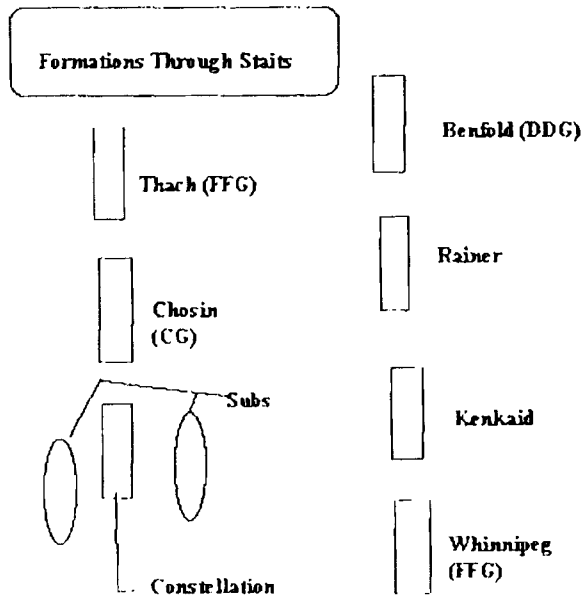 Formations Through Staits
Thach (FFG)
Chosin
(CG)
Subs
Constellation
Benfold (DDG)
Rainer
Kenkaid
Whinnipeg
(FFG)